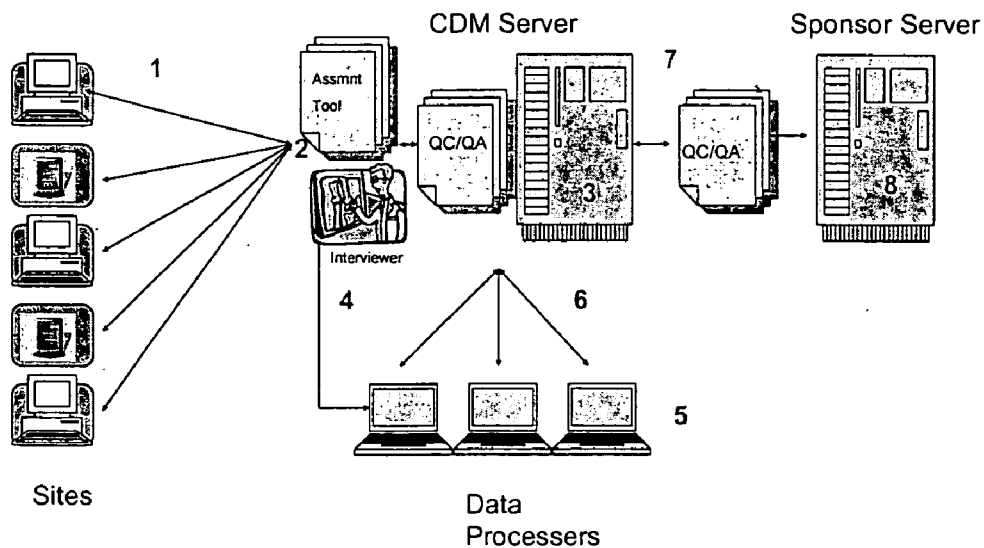 CDM Server
Sponsor Server
1
7
Assmnt
Tool
2
QC/QA
QC/QA
3
8
Interviewer
4
6
5
Sites
Data
Processers